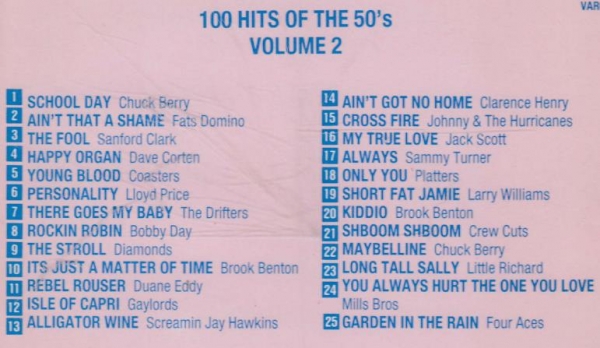 VAR
100 HITS OF THE 50's
VOLUME 2
1 SCHOOL DAY Chuck Berry
2 AIN'T THAT A SHAME Fats Domino
3 THE FOOL Sanford Clark
4 HAPPY ORGAN Dave Corten
5 YOUNG BLOOD Coasters
6 PERSONALITY Lloyd Price
7 THERE GOES MY BABY The Drifters
8 ROCKIN ROBIN Bobby Day
9 THE STROLL Diamonds
10 ITS JUST A MATTER OF TIME Brook Benton
11 REBEL ROUSER Duane Eddy
12 ISLE OF CAPRI Gaylords
13 ALLIGATOR WINE Screamin Jay Hawkins
14 AIN'T GOT NO HOME Clarence Henry
15 CROSS FIRE Johnny & The Hurricanes
16 MY TRUE LOVE Jack Scott
17 ALWAYS Sammy Turner
18 ONLY YOU Platters
19 SHORT FAT JAMIE Larry Williams
20 KIDDIO Brook Benton
21 SHBOOM SHBOOM Crew Cuts
22 MAYBELLINE Chuck Berry
23 LONG TALL SALLY Little Richard
24 YOU ALWAYS HURT THE ONE YOU LOVE
Mills Bros
25 GARDEN IN THE RAIN Four Aces